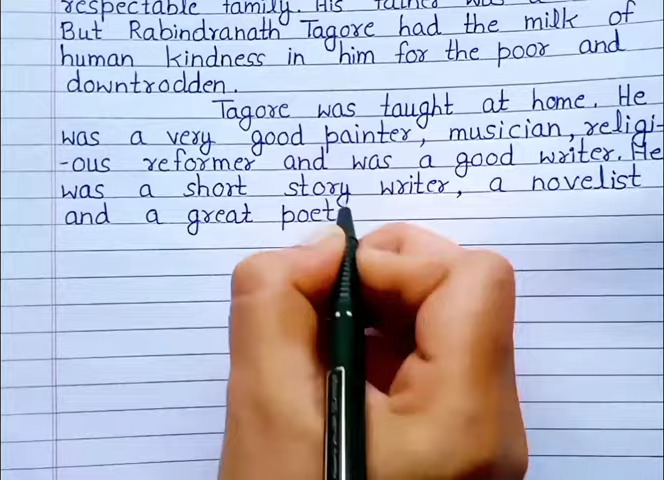 respectable family. His father was a
But Rabindranath Tagore had the milk of
human kindness in him for the poor and
downtrodden.
Tagore was taught at home. He
was a very good painter, musician, religi-
-ous reformer and was a good writer. He
was a short story writer, a novelist
and a great poet